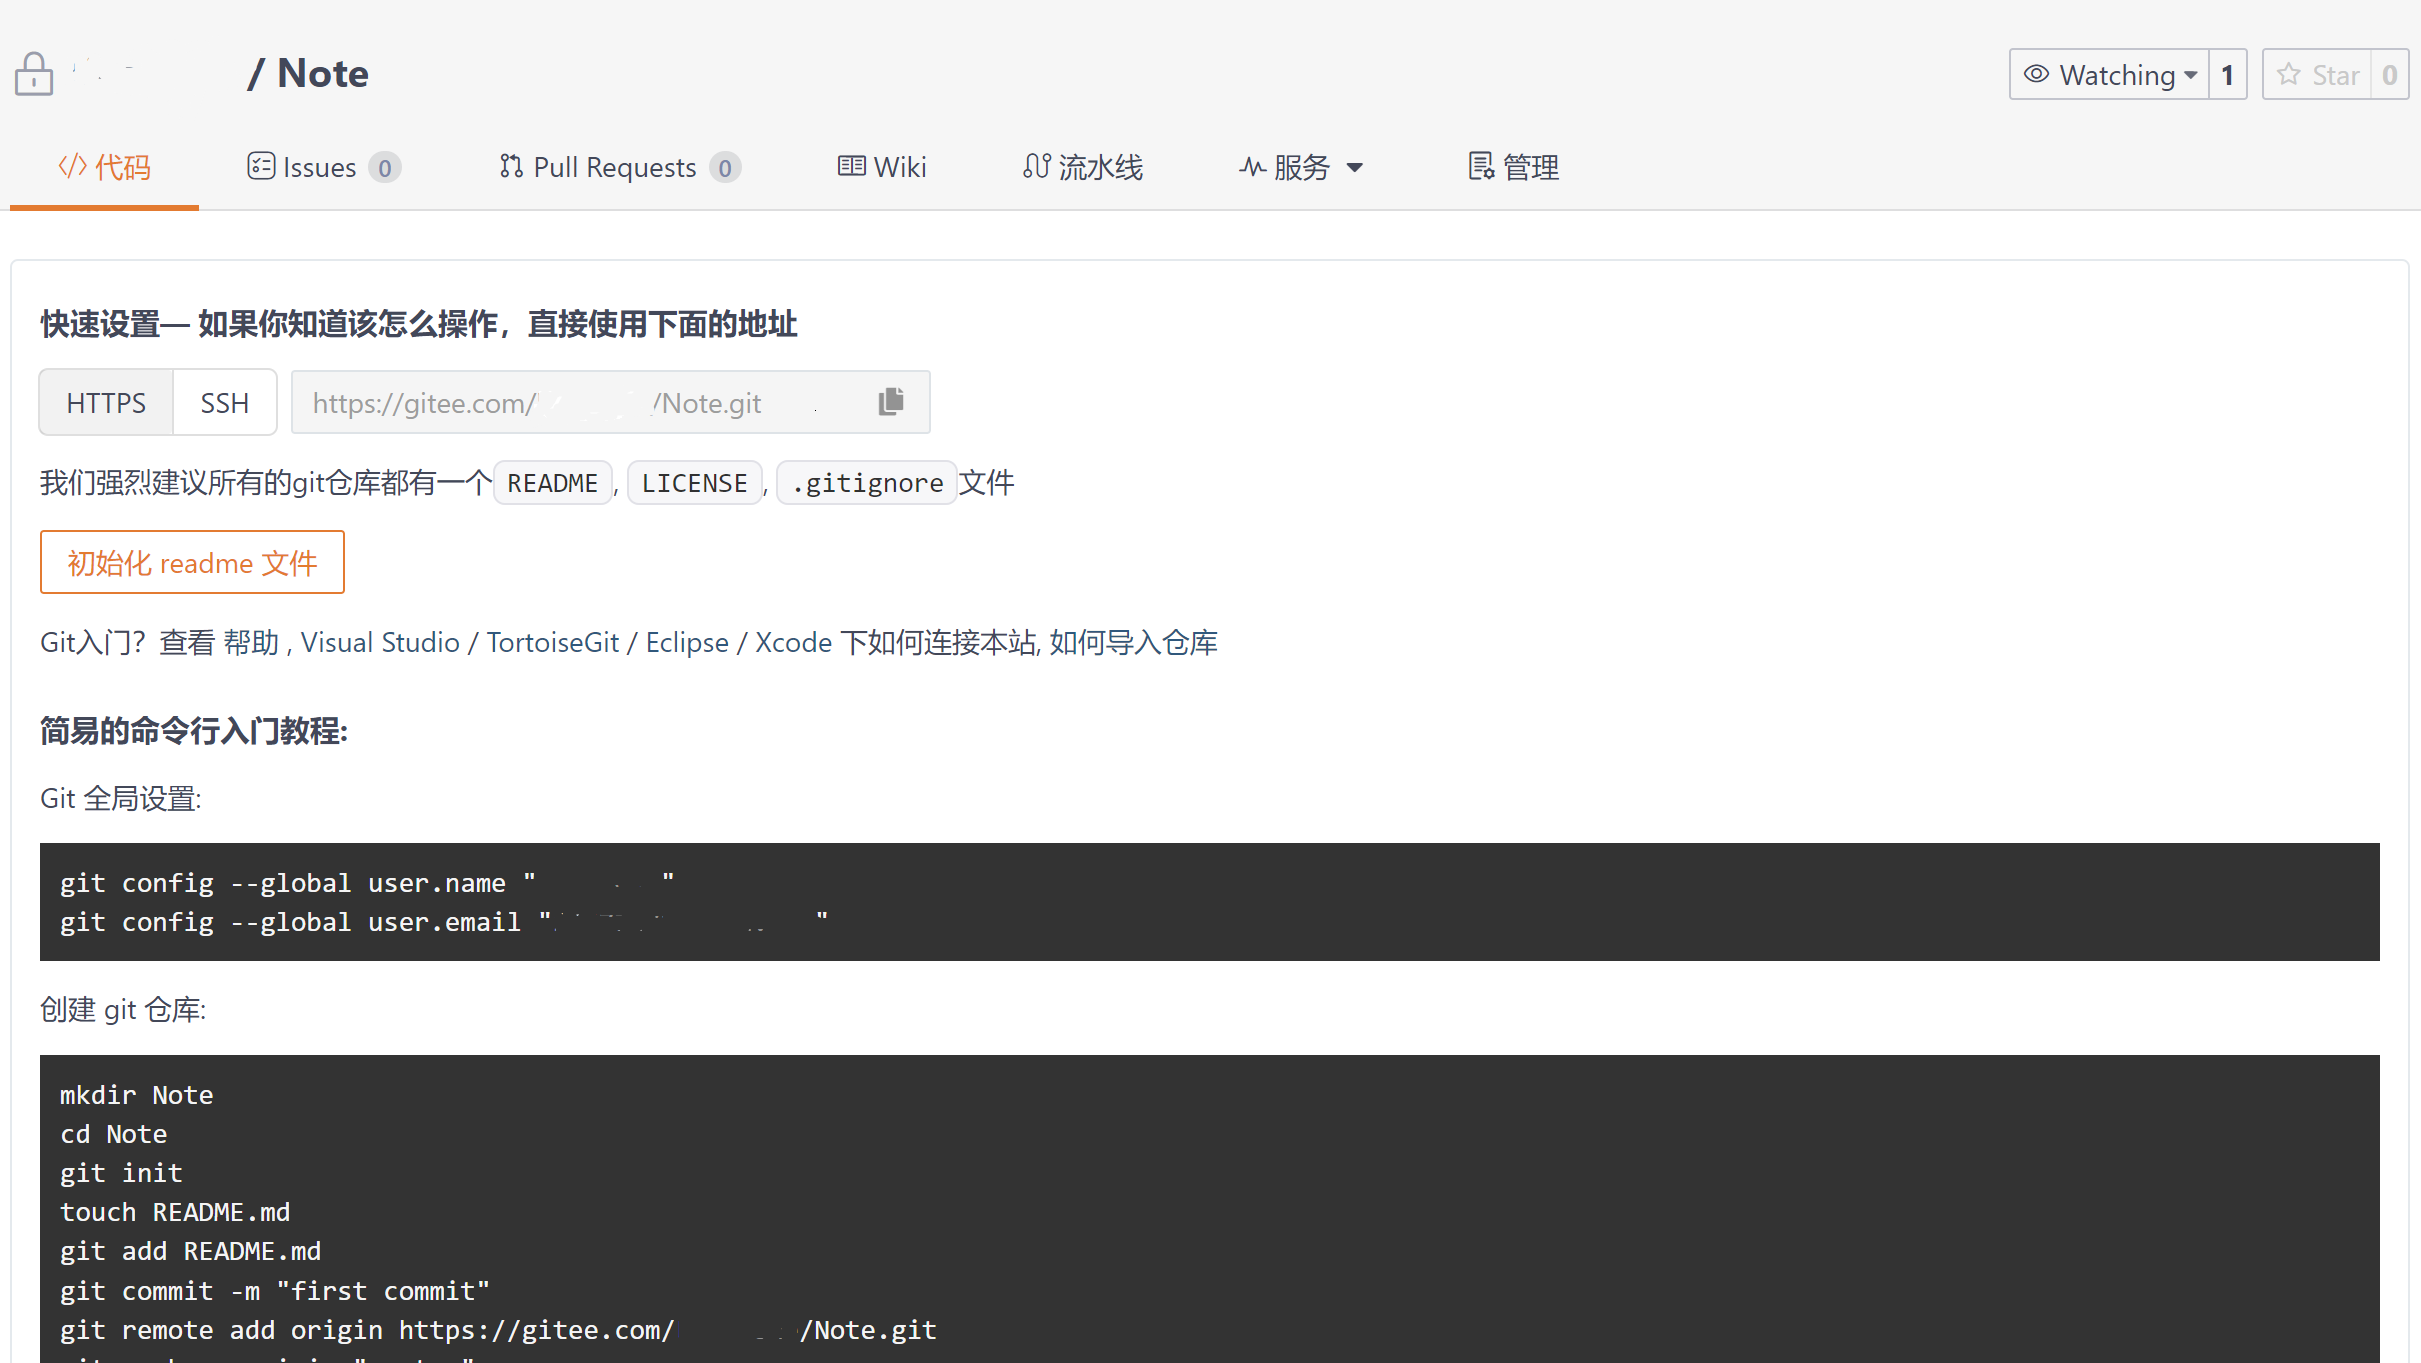 / Note
Watching 1 Star 0
代码 Issues 0 Pull Requests 0 Wiki 流水线 服务 管理
快速设置— 如果你知道该怎么操作，直接使用下面的地址
HTTPS SSH https://gitee.com/ /Note.git
我们强烈建议所有的git仓库都有一个 README , LICENSE , .gitignore 文件
初始化 readme 文件
Git入门？查看 帮助 , Visual Studio / TortoiseGit / Eclipse / Xcode 下如何连接本站, 如何导入仓库
简易的命令行入门教程:
Git 全局设置:
git config --global user.name " "
git config --global user.email " "
创建 git 仓库:
mkdir Note
cd Note
git init
touch README.md
git add README.md
git commit -m "first commit"
git remote add origin https://gitee.com/ /Note.git